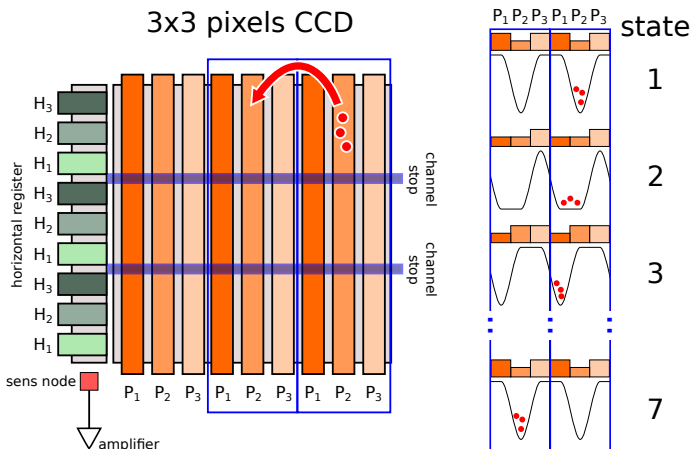 3x3 pixels CCD
P1 P2 P3 P1 P2 P3
state
1
2
3
7
H3
H2
H1
H3
H2
H1
H3
H2
H1
horizontal register
channel
stop
channel
stop
sens node
amplifier
P1 P2 P3 P1 P2 P3 P1 P2 P3